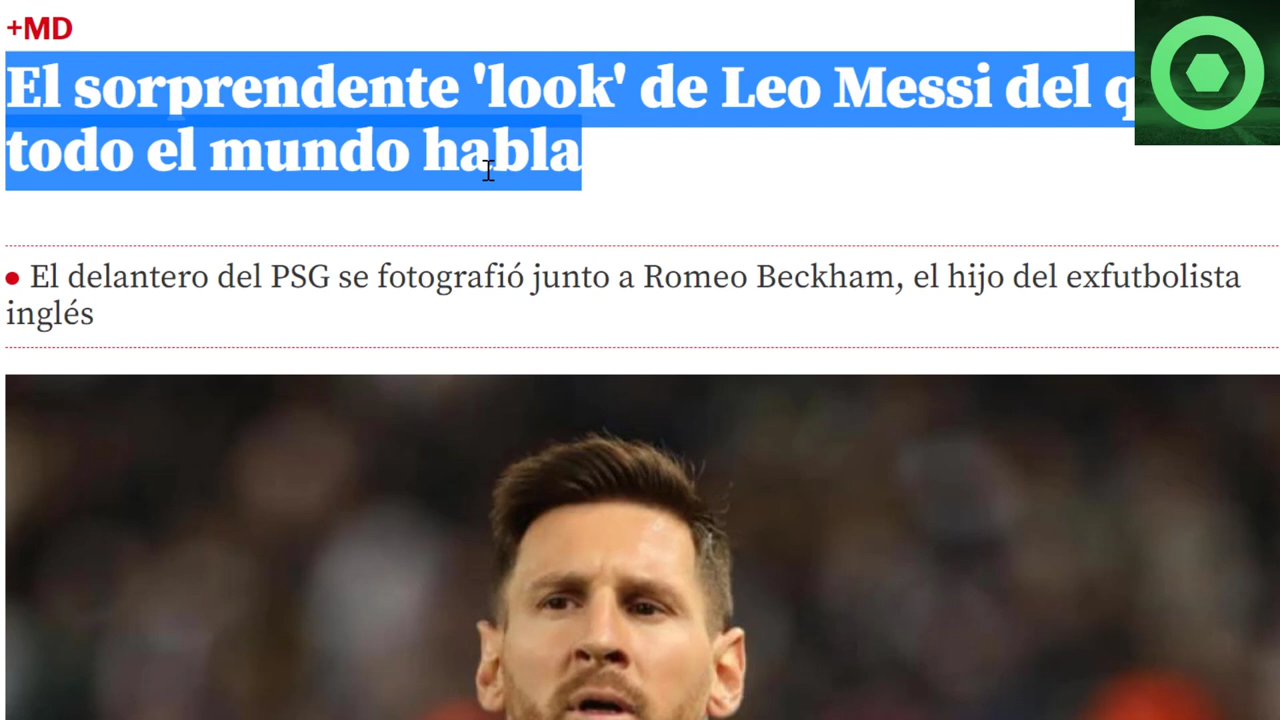 +MD
El sorprendente 'look' de Leo Messi del
todo el mundo habla
El delantero del PSG se fotografió junto a Romeo Beckham, el hijo del exfutbolista
inglés